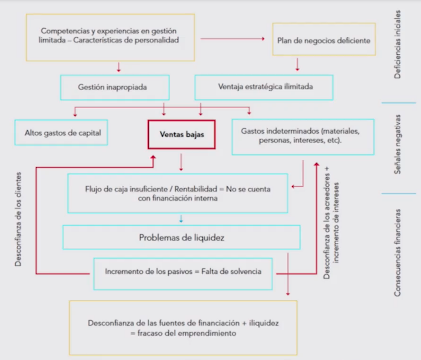 Competencias y experiencias en gestión
limitada – Características de personalidad
Plan de negocios deficiente
Deficiencias iniciales
Gestión inapropiada
Ventaja estratégica ilimitada
Altos gastos de capital
Ventas bajas
Gastos indeterminados (materiales,
personas, intereses, etc).
Señales negativas
Flujo de caja insuficiente / Rentabilidad = No se cuenta
con financiación interna
Problemas de liquidez
Incremento de los pasivos = Falta de solvencia
Desconfianza de los clientes
Desconfianza de los acreedores +
incremento de intereses
Consecuencias financieras
Desconfianza de las fuentes de financiación + iliquidez
= fracaso del emprendimiento